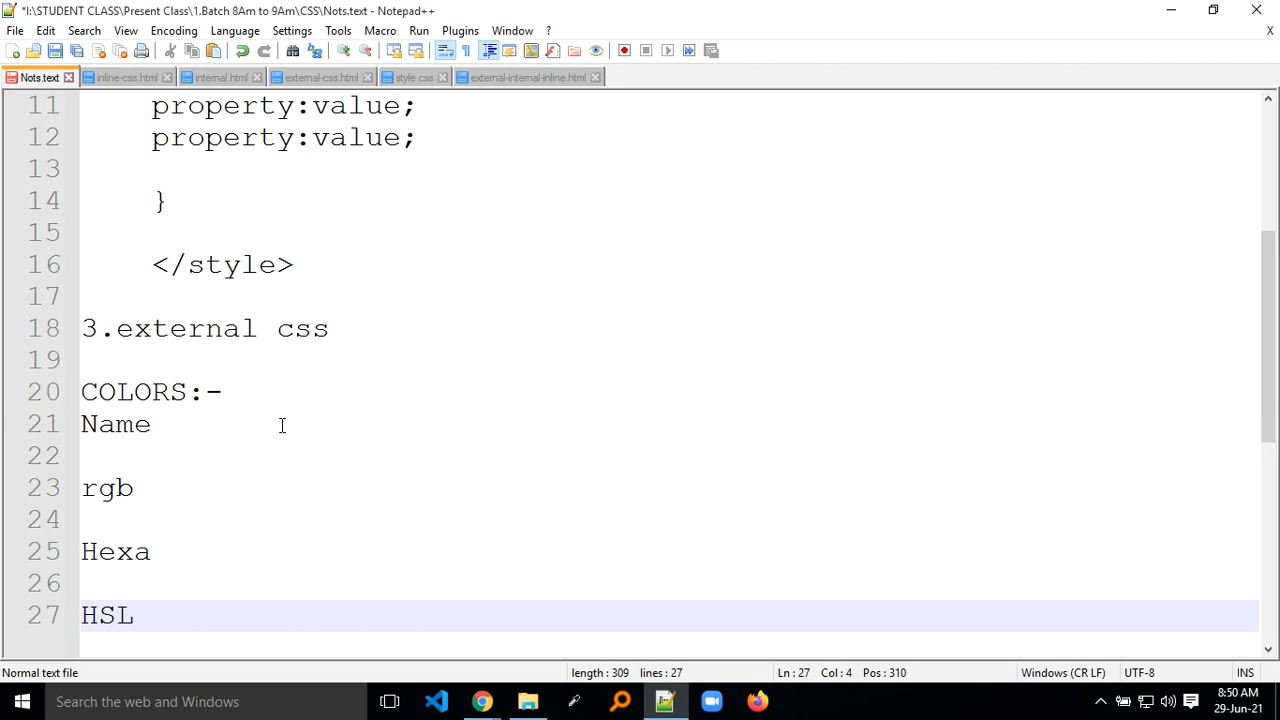 *I:\STUDENT CLASS\Present Class\1.Batch 8Am to 9Am\CSS\Nots.text - Notepad++
File Edit Search View Encoding Language Settings Tools Macro Run Plugins Window ? X
Nots.text inline-css.html internal.html external-css.html style.css external-internal-inline.html
11 property:value;
12 property:value;
13
14 }
15
16 </style>
17
18 3.external css
19
20 COLORS:-
21 Name
22
23 rgb
24
25 Hexa
26
27 HSL
Normal text file length : 309 lines : 27 Ln : 27 Col : 4 Pos : 310 Windows (CR LF) UTF-8 INS
Search the web and Windows
8:50 AM
29-Jun-21